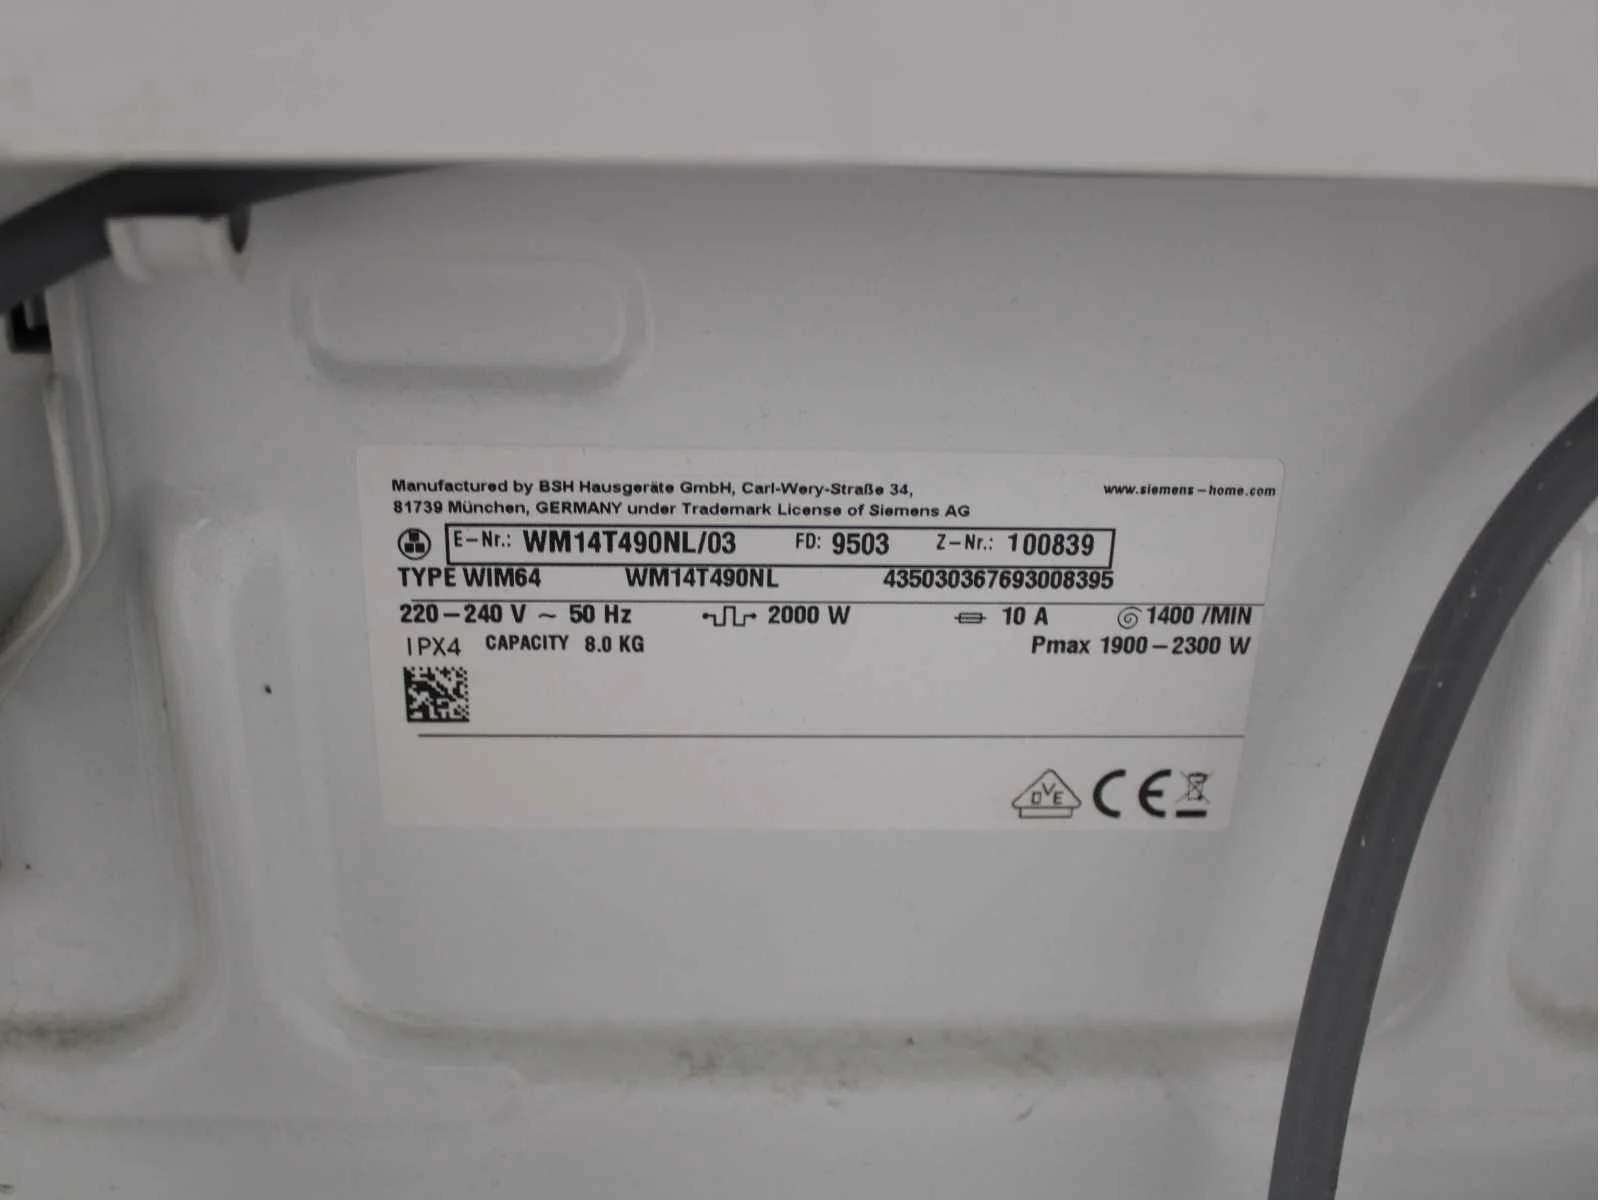 Manufactured by BSH Hausgeräte GmbH, Carl-Wery-Straße 34,
81739 München, GERMANY under Trademark License of Siemens AG
www.siemens-home.com
E-Nr.: WM14T490NL/03 FD: 9503 Z-Nr.: 100839
TYPE WIM64 WM14T490NL 435030367693008395
220-240 V ~ 50 Hz 2000 W 10 A 1400 /MIN
IPX4 CAPACITY 8.0 KG Pmax 1900-2300 W
DVE CE